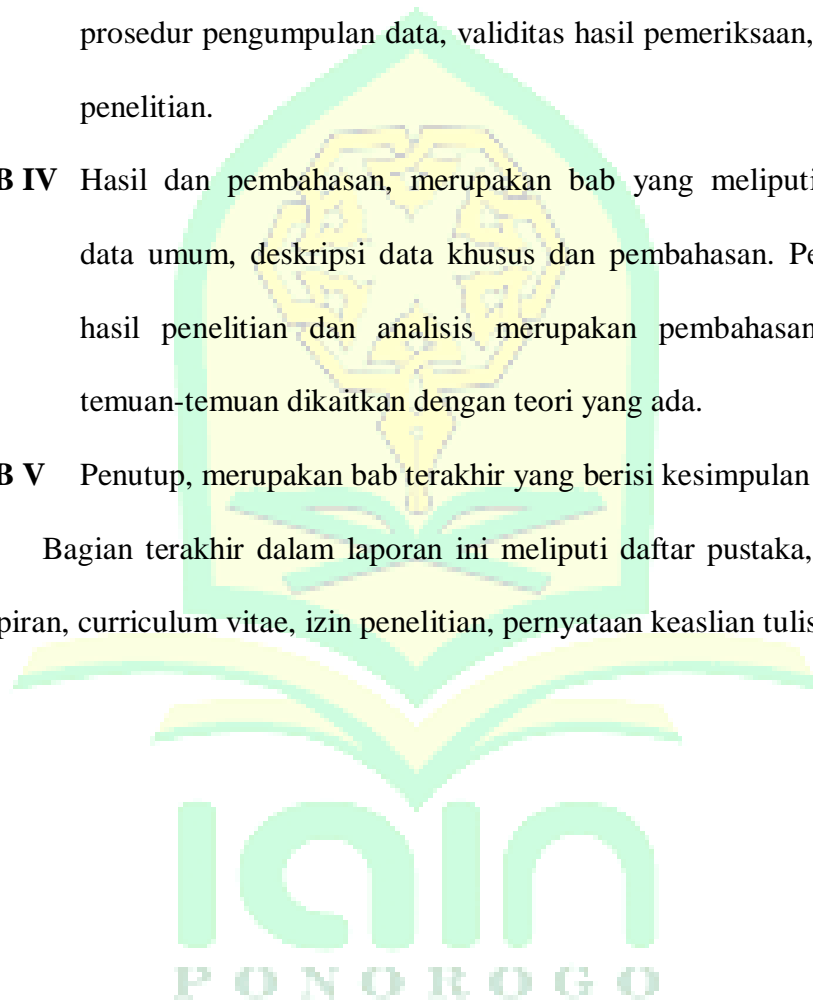 prosedur pengumpulan data, validitas hasil pemeriksaan,
penelitian.
B IV Hasil dan pembahasan, merupakan bab yang meliputi
data umum, deskripsi data khusus dan pembahasan. Pe
hasil penelitian dan analisis merupakan pembahasan
temuan-temuan dikaitkan dengan teori yang ada.
B V Penutup, merupakan bab terakhir yang berisi kesimpulan
Bagian terakhir dalam laporan ini meliputi daftar pustaka,
piran, curriculum vitae, izin penelitian, pernyataan keaslian tulis
iain
PONOROGO